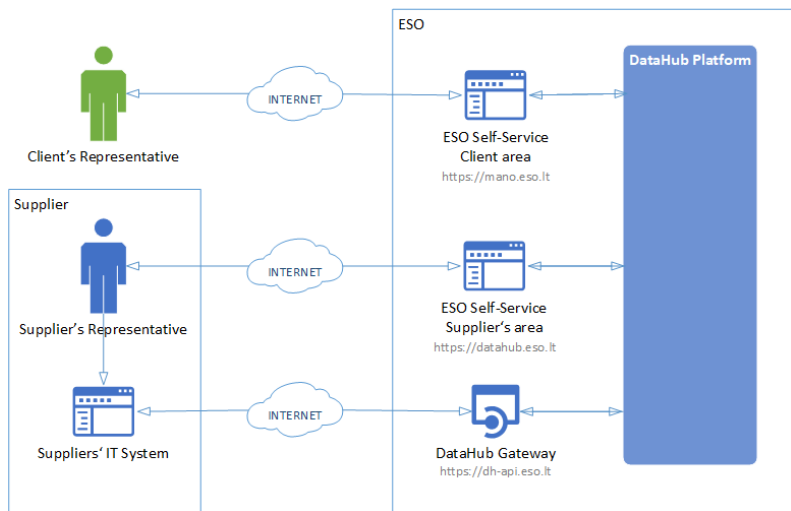 ESO
DataHub Platform
INTERNET
Client's Representative
ESO Self-Service
Client area
https://mano.eso.lt
Supplier
INTERNET
Supplier's Representative
ESO Self-Service
Supplier‘s area
https://datahub.eso.lt
INTERNET
Suppliers‘ IT System
DataHub Gateway
https://dh-api.eso.lt